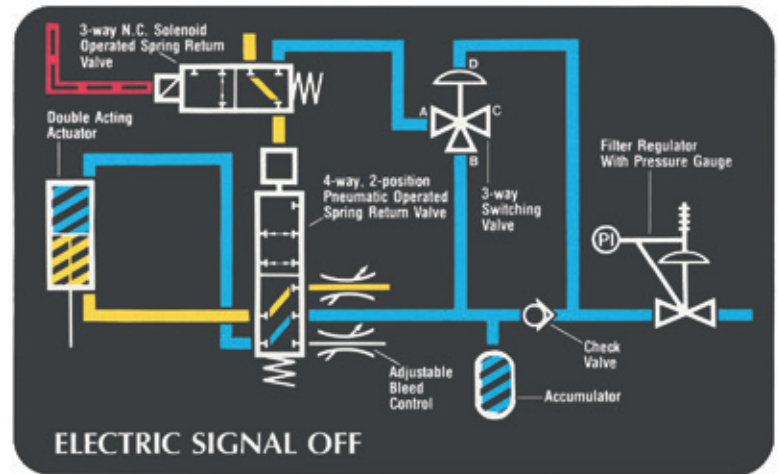 3-way N.C. Solenoid
Operated Spring Return
Valve
Double Acting
Actuator
4-way, 2-position
Pneumatic Operated
Spring Return Valve
D
A
C
B
3-way
Switching
Valve
Filter Regulator
With Pressure Gauge
PI
Check
Valve
Adjustable
Bleed
Control
Accumulator
ELECTRIC SIGNAL OFF